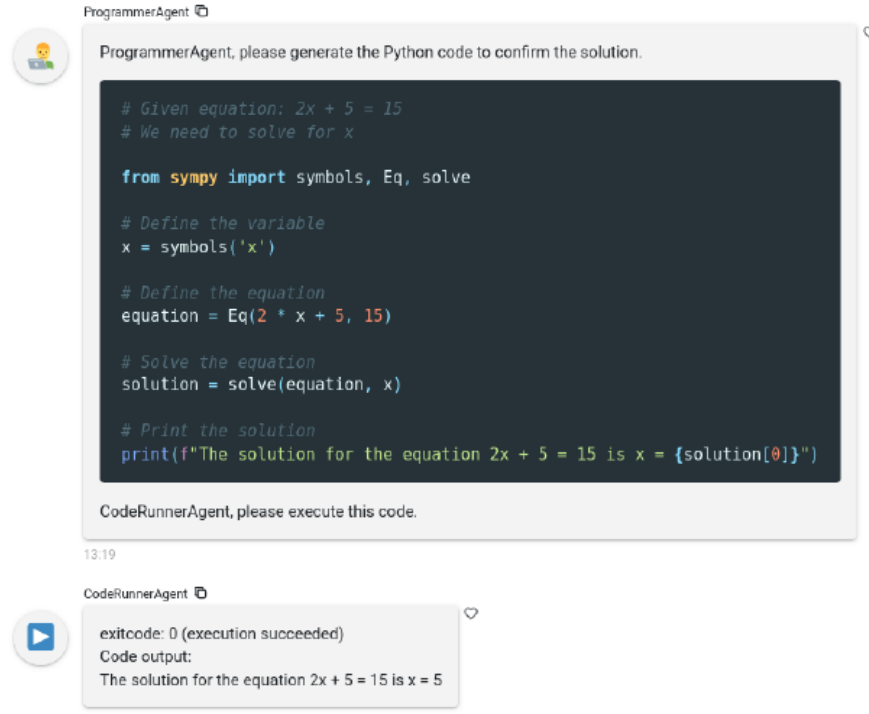 ProgrammerAgent
ProgrammerAgent, please generate the Python code to confirm the solution.
# Given equation: 2x + 5 = 15
# We need to solve for x
from sympy import symbols, Eq, solve
# Define the variable
x = symbols('x')
# Define the equation
equation = Eq(2 * x + 5, 15)
# Solve the equation
solution = solve(equation, x)
# Print the solution
print(f"The solution for the equation 2x + 5 = 15 is x = {solution[0]}")
CodeRunnerAgent, please execute this code.
13:19
CodeRunnerAgent
exitcode: 0 (execution succeeded)
Code output:
The solution for the equation 2x + 5 = 15 is x = 5